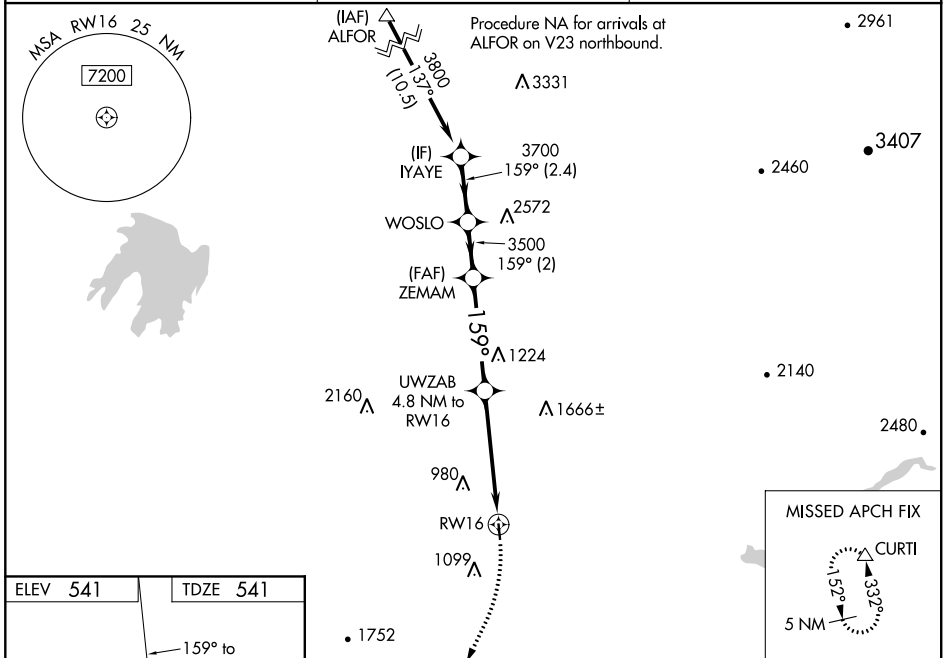 MSA RW16 25 NM
7200
(IAF)
ALFOR
Procedure NA for arrivals at
ALFOR on V23 northbound.
2961
3800
137°
(10.5)
3331
3407
(IF)
IYAYE
3700
159° (2.4)
2460
WOSLO
2572
3500
159° (2)
(FAF)
ZEMAM
159°
1224
2140
UWZAB
4.8 NM to
RW16
2160
1666±
2480
980
RW16
1099
MISSED APCH FIX
CURTI
152°
332°
5 NM
ELEV 541
TDZE 541
159° to
1752